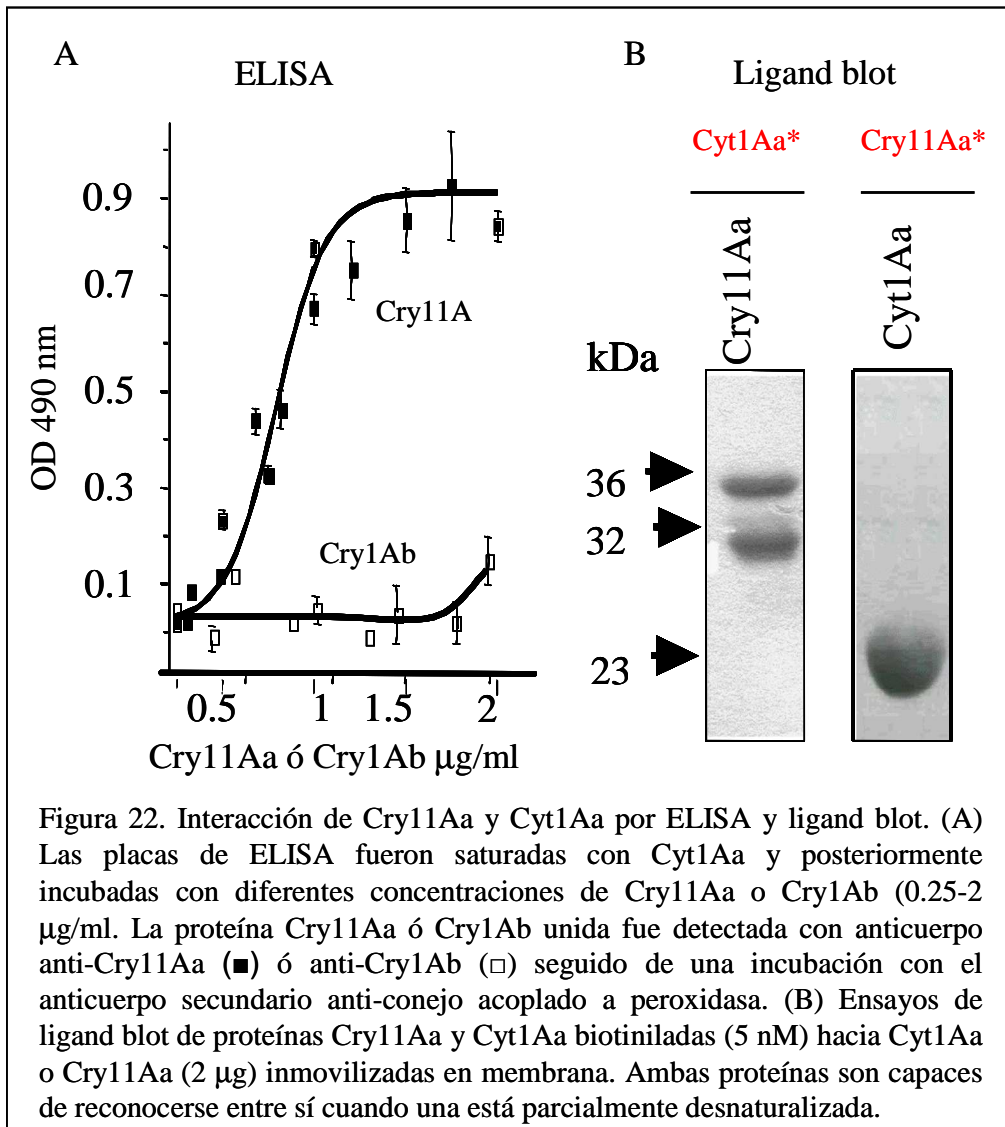 A
B
ELISA
Ligand blot
Cyt1Aa*
Cry11Aa*
Cry11Aa
Cyt1Aa
kDa
0.9
0.7
0.5
0.3
0.1
OD 490 nm
Cry11A
Cry1Ab
36
32
23
0.5
1
1.5
2
Cry11Aa ó Cry1Ab µg/ml
Figura 22. Interacción de Cry11Aa y Cyt1Aa por ELISA y ligand blot. (A)
Las placas de ELISA fueron saturadas con Cyt1Aa y posteriormente
incubadas con diferentes concentraciones de Cry11Aa o Cry1Ab (0.25-2
µg/ml. La proteína Cry11Aa ó Cry1Ab unida fue detectada con anticuerpo
anti-Cry11Aa (■) ó anti-Cry1Ab (□) seguido de una incubación con el
anticuerpo secundario anti-conejo acoplado a peroxidasa. (B) Ensayos de
ligand blot de proteínas Cry11Aa y Cyt1Aa biotiniladas (5 nM) hacia Cyt1Aa
o Cry11Aa (2 µg) inmovilizadas en membrana. Ambas proteínas son capaces
de reconocerse entre sí cuando una está parcialmente desnaturalizada.